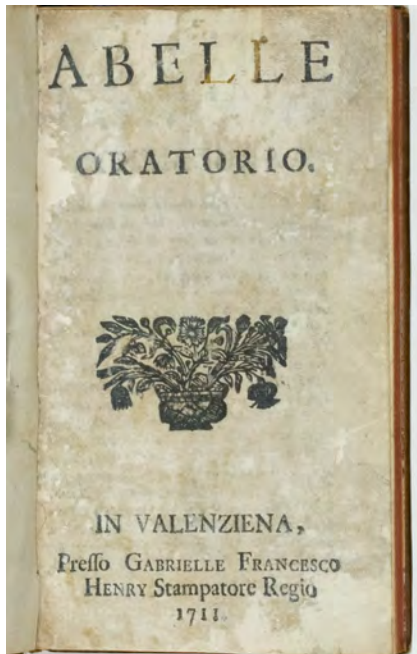 ABELLE
ORATORIO.
IN VALENZIENA,
Preſſo GABRIELLE FRANCESCO
HENRY Stampatore Regio
1711.